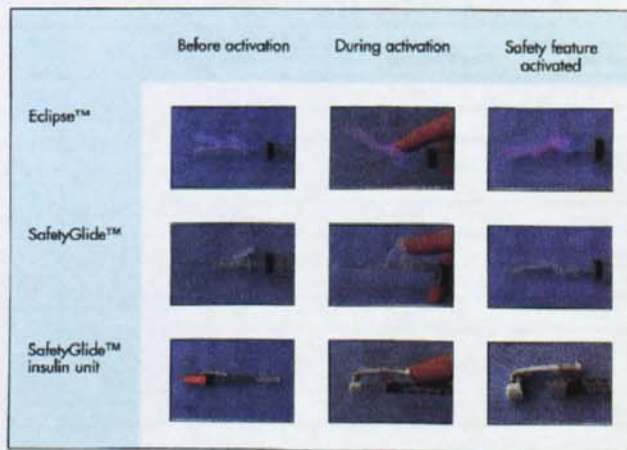 Before activation
During activation
Safety feature
activated
Eclipse™
SafetyGlide™
SafetyGlide™
insulin unit